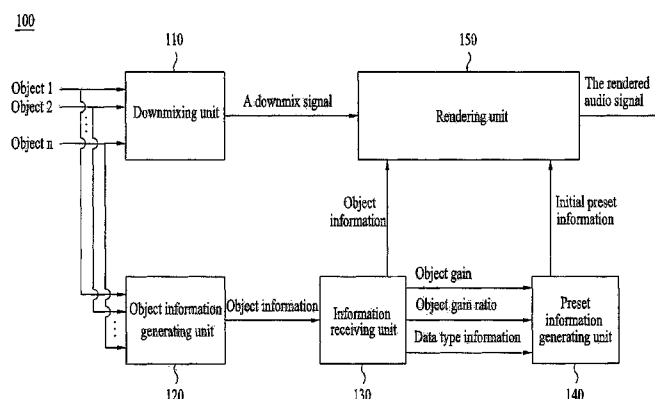 100
110
150
Object 1
Object 2
Object n
Downmixing unit
A downmix signal
Rendering unit
The rendered
audio signal
Object
information
Initial preset
information
Object information
generating unit
Object information
Information
receiving unit
Object gain
Object gain ratio
Data type information
Preset
information
generating unit
120
130
140